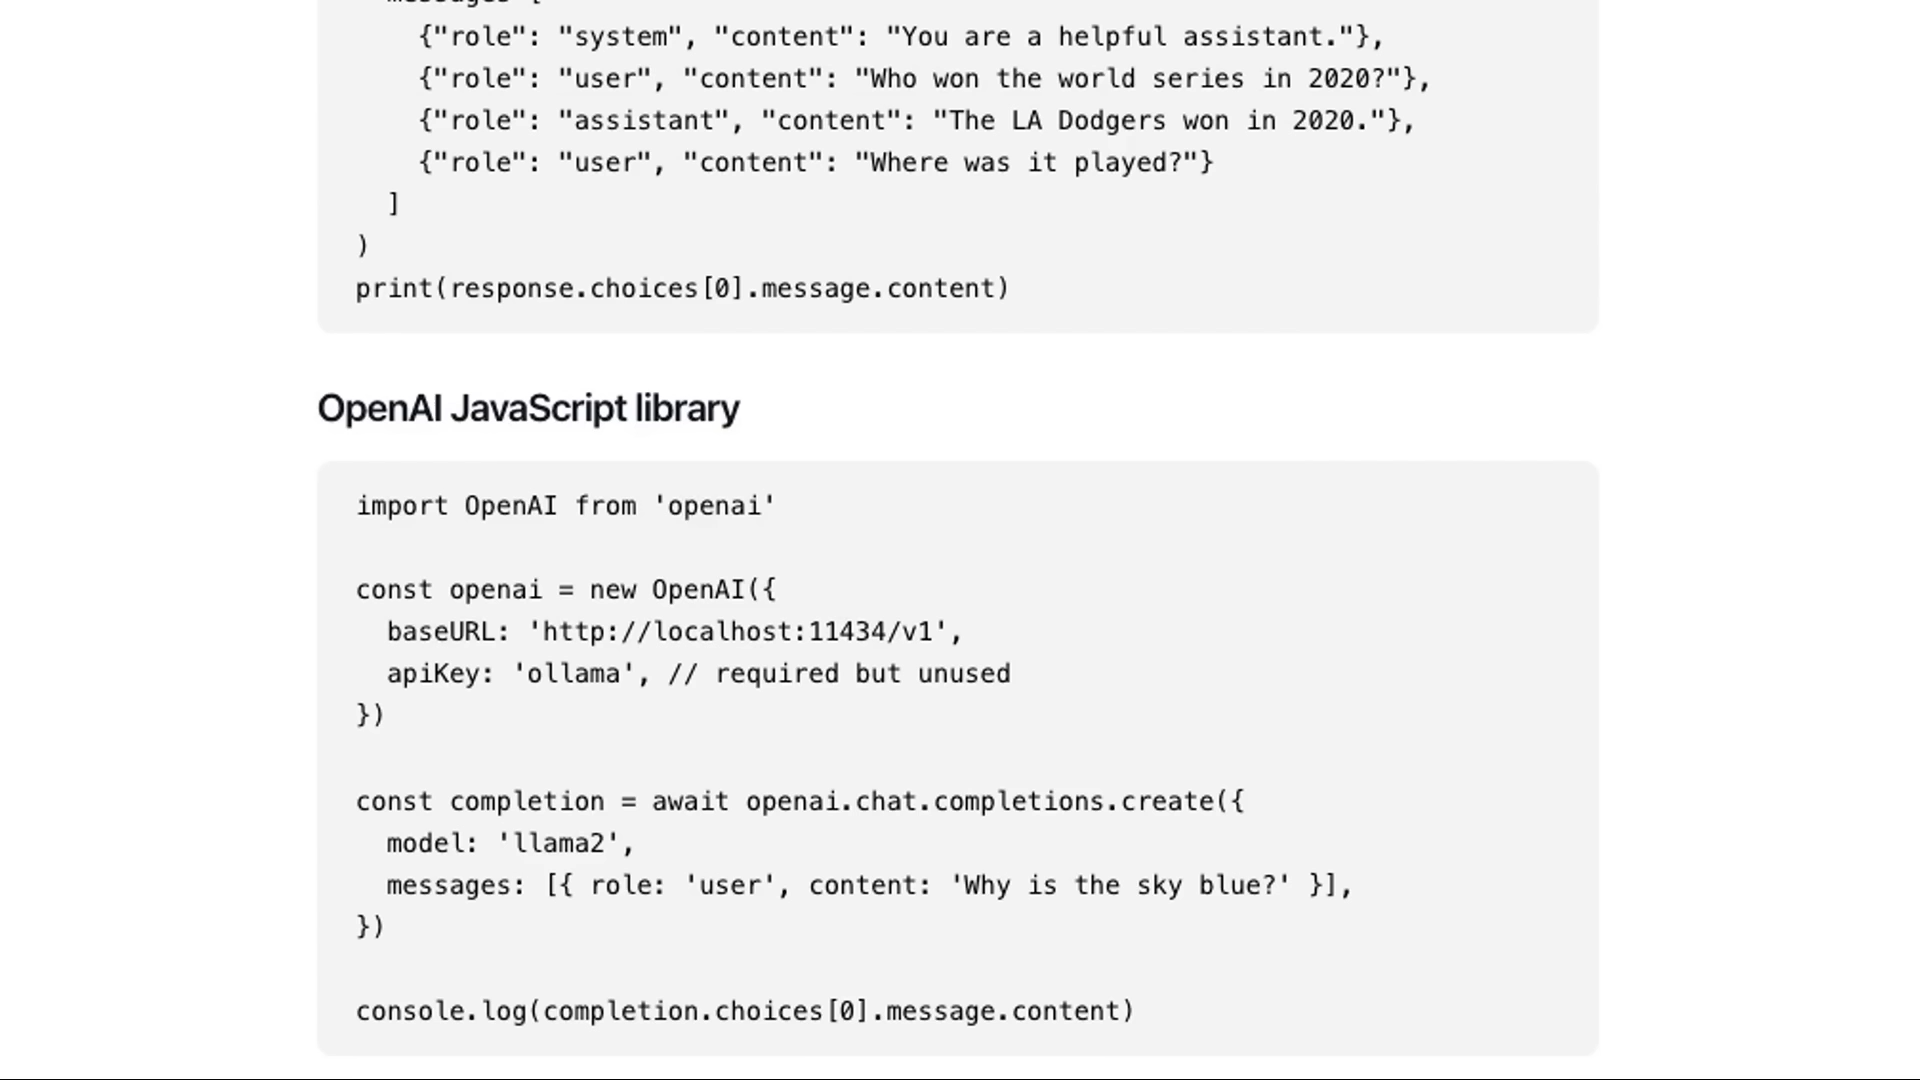 {"role": "system", "content": "You are a helpful assistant."},
{"role": "user", "content": "Who won the world series in 2020?"},
{"role": "assistant", "content": "The LA Dodgers won in 2020."},
{"role": "user", "content": "Where was it played?"}
]
)
print(response.choices[0].message.content)
OpenAI JavaScript library
import OpenAI from 'openai'
const openai = new OpenAI({
baseURL: 'http://localhost:11434/v1',
apiKey: 'ollama', // required but unused
})
const completion = await openai.chat.completions.create({
model: 'llama2',
messages: [{ role: 'user', content: 'Why is the sky blue?' }],
})
console.log(completion.choices[0].message.content)